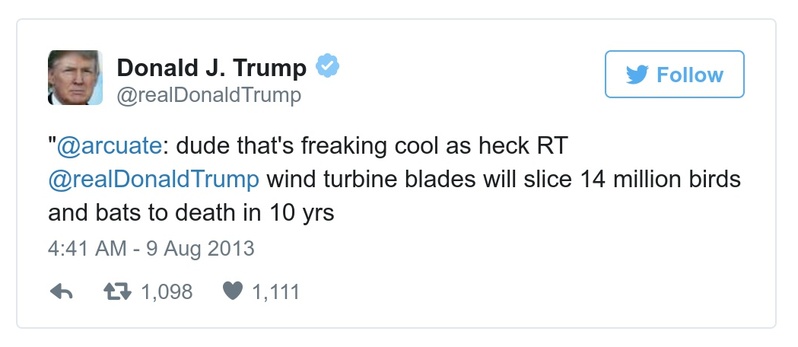 Donald J. Trump
@realDonaldTrump
Follow
"@arcuate: dude that's freaking cool as heck RT
@realDonaldTrump wind turbine blades will slice 14 million birds
and bats to death in 10 yrs
4:41 AM - 9 Aug 2013
1,098 1,111